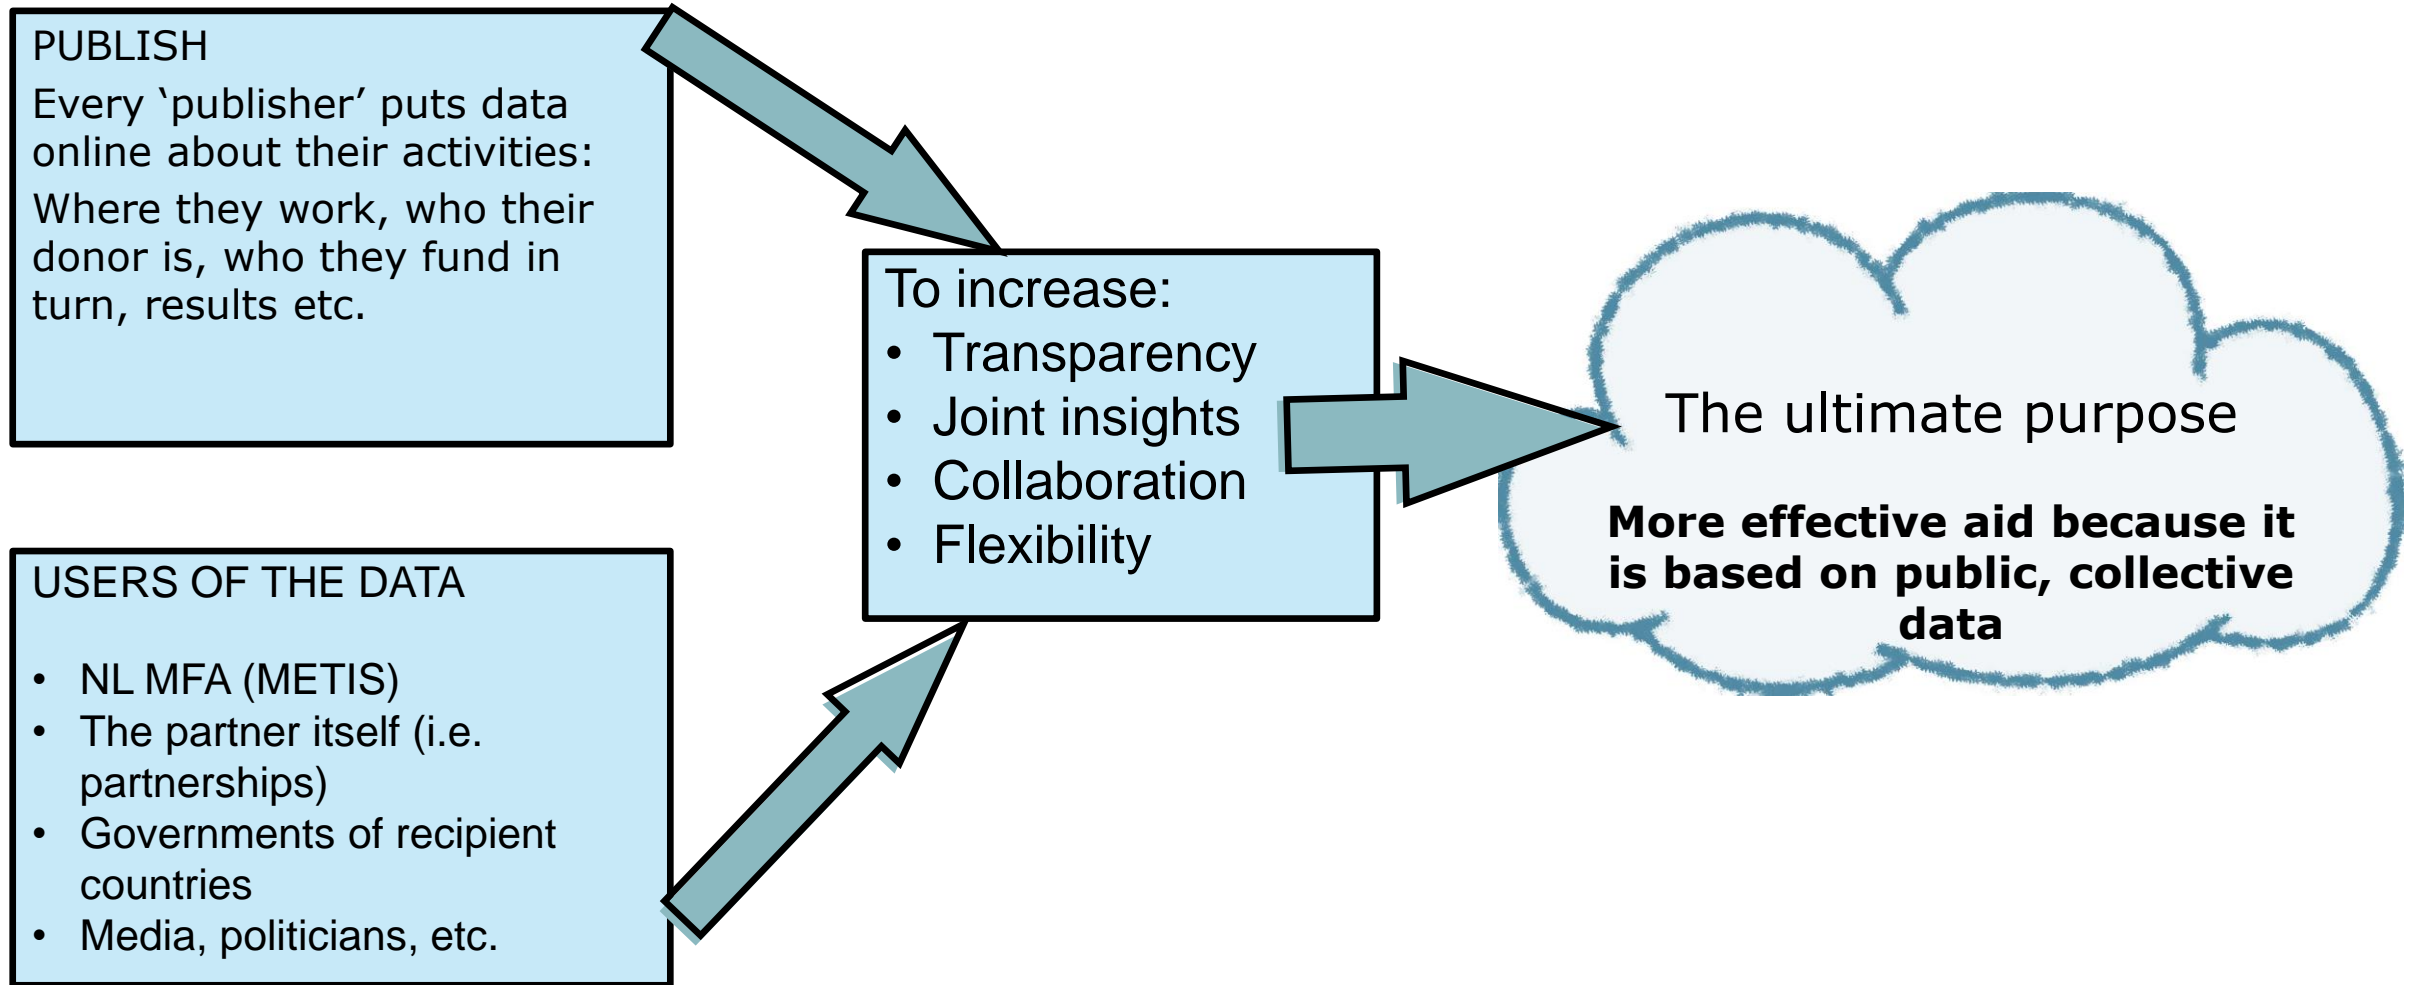 PUBLISH
Every ‘publisher’ puts data
online about their activities:
Where they work, who their
donor is, who they fund in
turn, results etc.
USERS OF THE DATA
• NL MFA (METIS)
• The partner itself (i.e.
partnerships)
• Governments of recipient
countries
• Media, politicians, etc.
To increase:
• Transparency
• Joint insights
• Collaboration
• Flexibility
The ultimate purpose
More effective aid because it
is based on public, collective
data